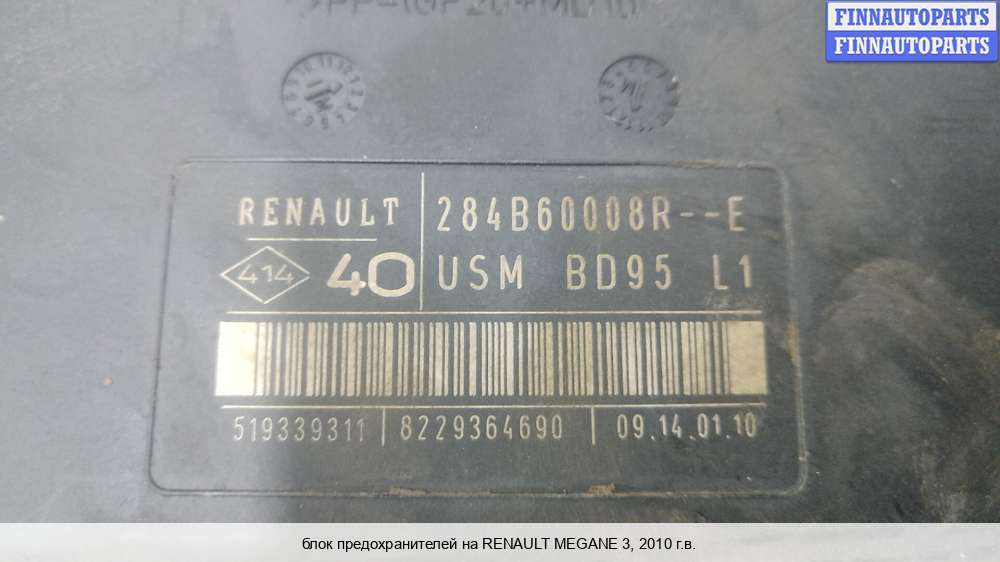 FINNAUTOPARTS
FINNAUTOPARTS
RENAULT 284B60008R--E
414 40 USM BD95 L1
519339311 8229364690 09.14.01.10
блок предохранителей на RENAULT MEGANE 3, 2010 г.в.